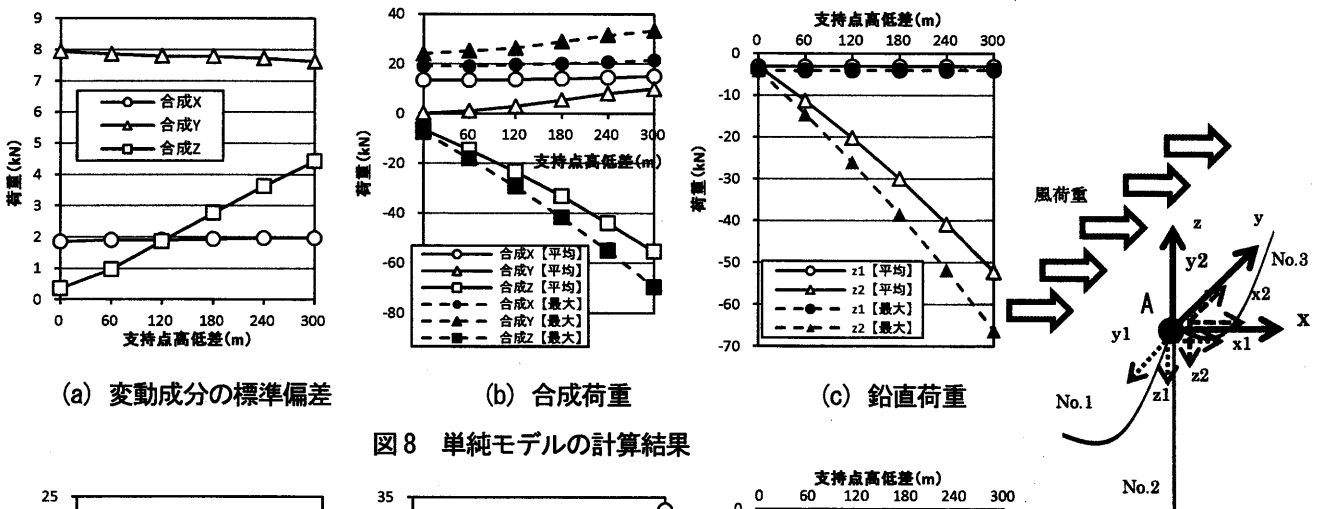 9
8
7
6
5
4
3
2
1
0
荷重(kN)
合成X
合成Y
合成Z
0 60 120 180 240 300
支持点高低差(m)
(a) 変動成分の標準偏差
40
20
0
-20
-40
-60
-80
荷重(kN)
60 120 180 240 300
支持点高低差(m)
合成X【平均】
合成Y【平均】
合成Z【平均】
合成X【最大】
合成Y【最大】
合成Z【最大】
(b) 合成荷重
支持点高低差(m)
0 60 120 180 240 300
0
-10
-20
-30
-40
-50
-60
-70
荷重(kN)
z1【平均】
z2【平均】
z1【最大】
z2【最大】
(c) 鉛直荷重
図8 単純モデルの計算結果
風荷重
z
y
y2
No.3
A
x2
x
y1
x1
z2
z1
No.1
No.2
25
35
支持点高低差(m)
0 60 120 180 240 300
0